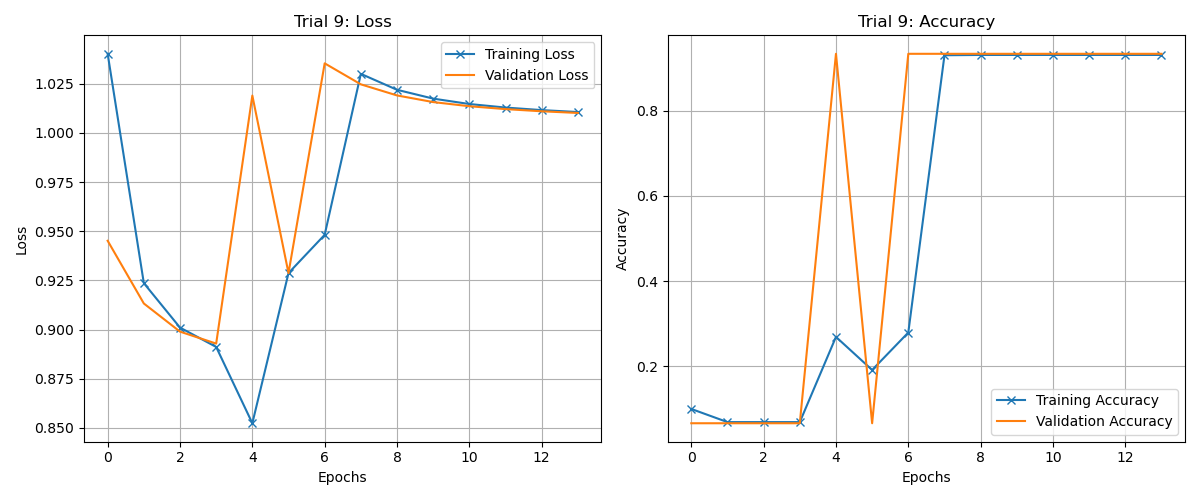 Trial 9: Loss
Training Loss
Validation Loss
1.025
1.000
0.975
0.950
0.925
0.900
0.875
0.850
Loss
0 2 4 6 8 10 12
Epochs
Trial 9: Accuracy
0.8
0.6
0.4
0.2
Accuracy
Training Accuracy
Validation Accuracy
0 2 4 6 8 10 12
Epochs